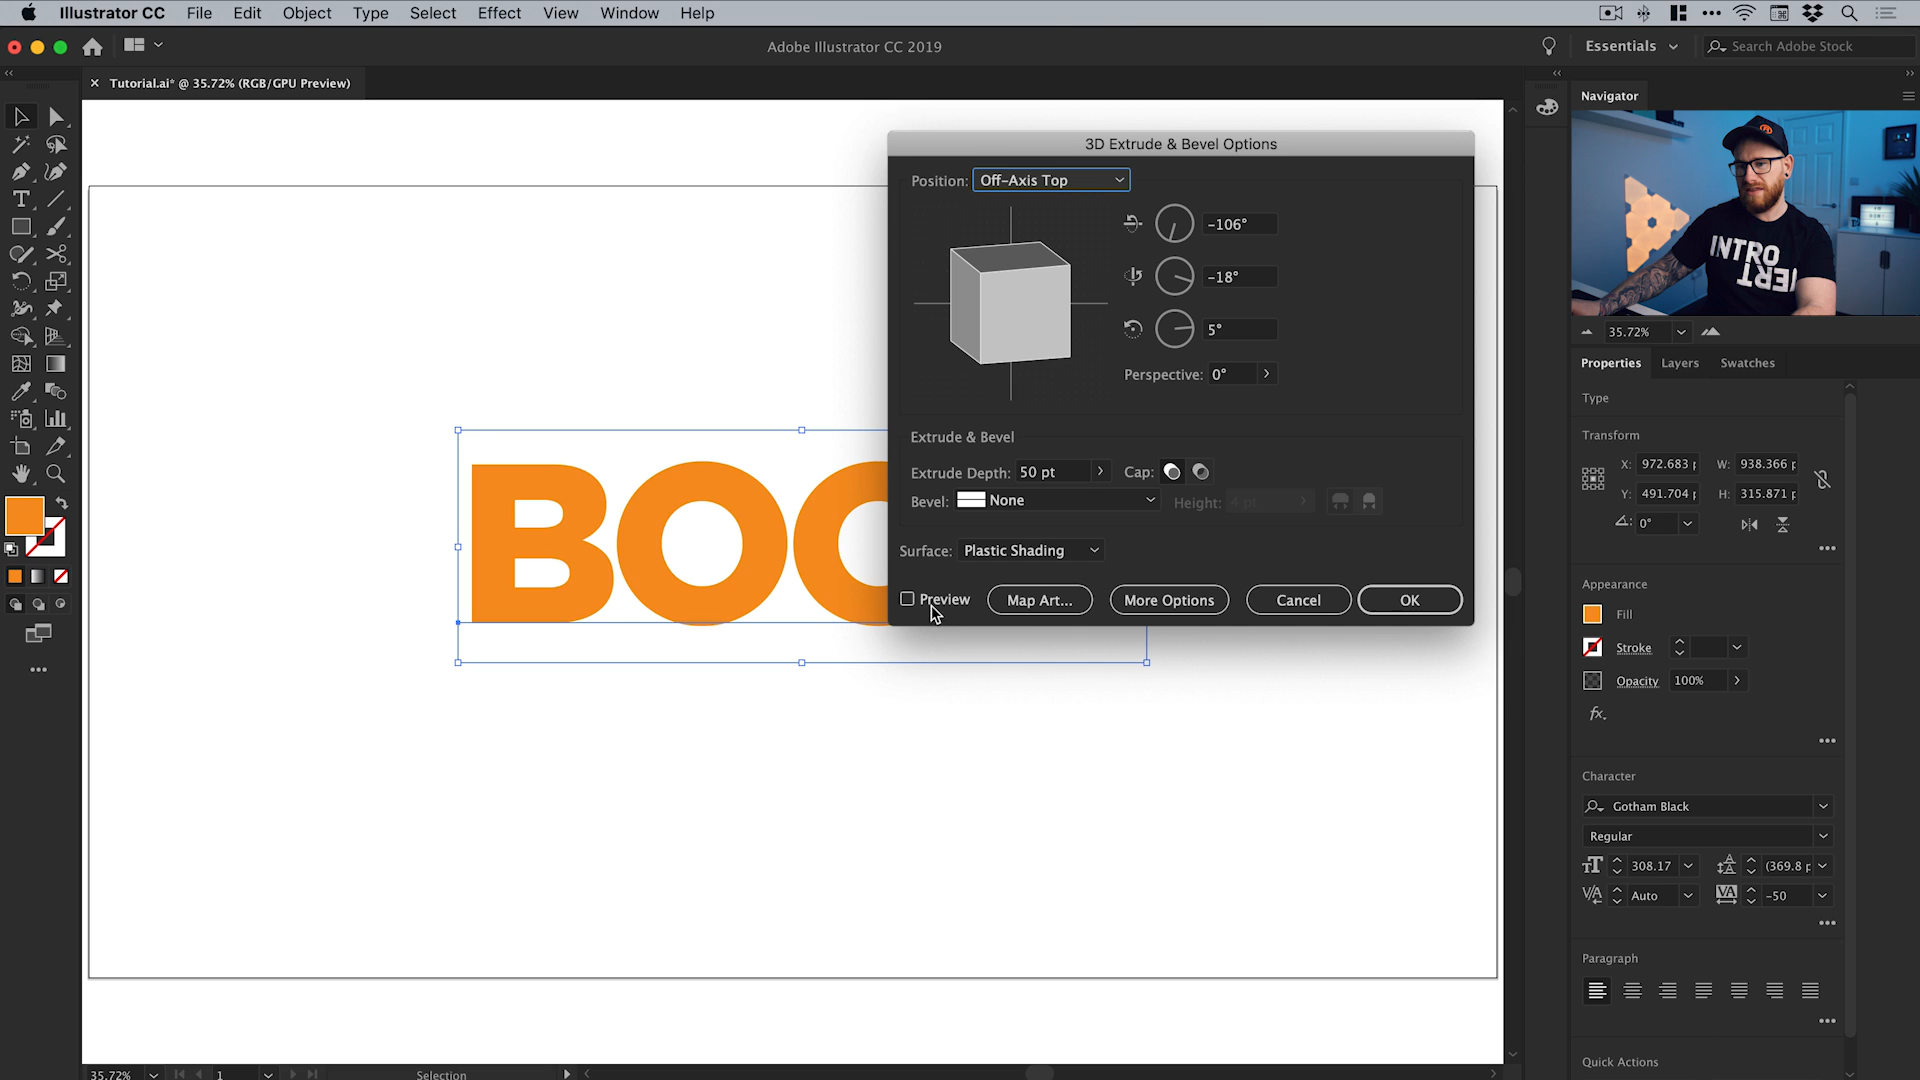 Illustrator CC File Edit Object Type Select Effect View Window Help
Adobe Illustrator CC 2019
Essentials
Search Adobe Stock
Tutorial.ai* @ 35.72% (RGB/GPU Preview)
Navigator
INTRO
VERT
35.72%
Properties Layers Swatches
Type
Transform
X: 972.683 p W: 938.366 p
Y: 491.704 p H: 315.871 p
0°
Appearance
Fill
Stroke
Opacity 100%
fx.
Character
Gotham Black
Regular
308.17 (369.8 p
Auto -50
Paragraph
Quick Actions
3D Extrude & Bevel Options
Position: Off-Axis Top
-106°
-18°
5°
Perspective: 0°
Extrude & Bevel
Extrude Depth: 50 pt Cap:
Bevel: None Height: 4 pt
Surface: Plastic Shading
Preview Map Art... More Options Cancel OK
BOO
35.72% 1 Selection